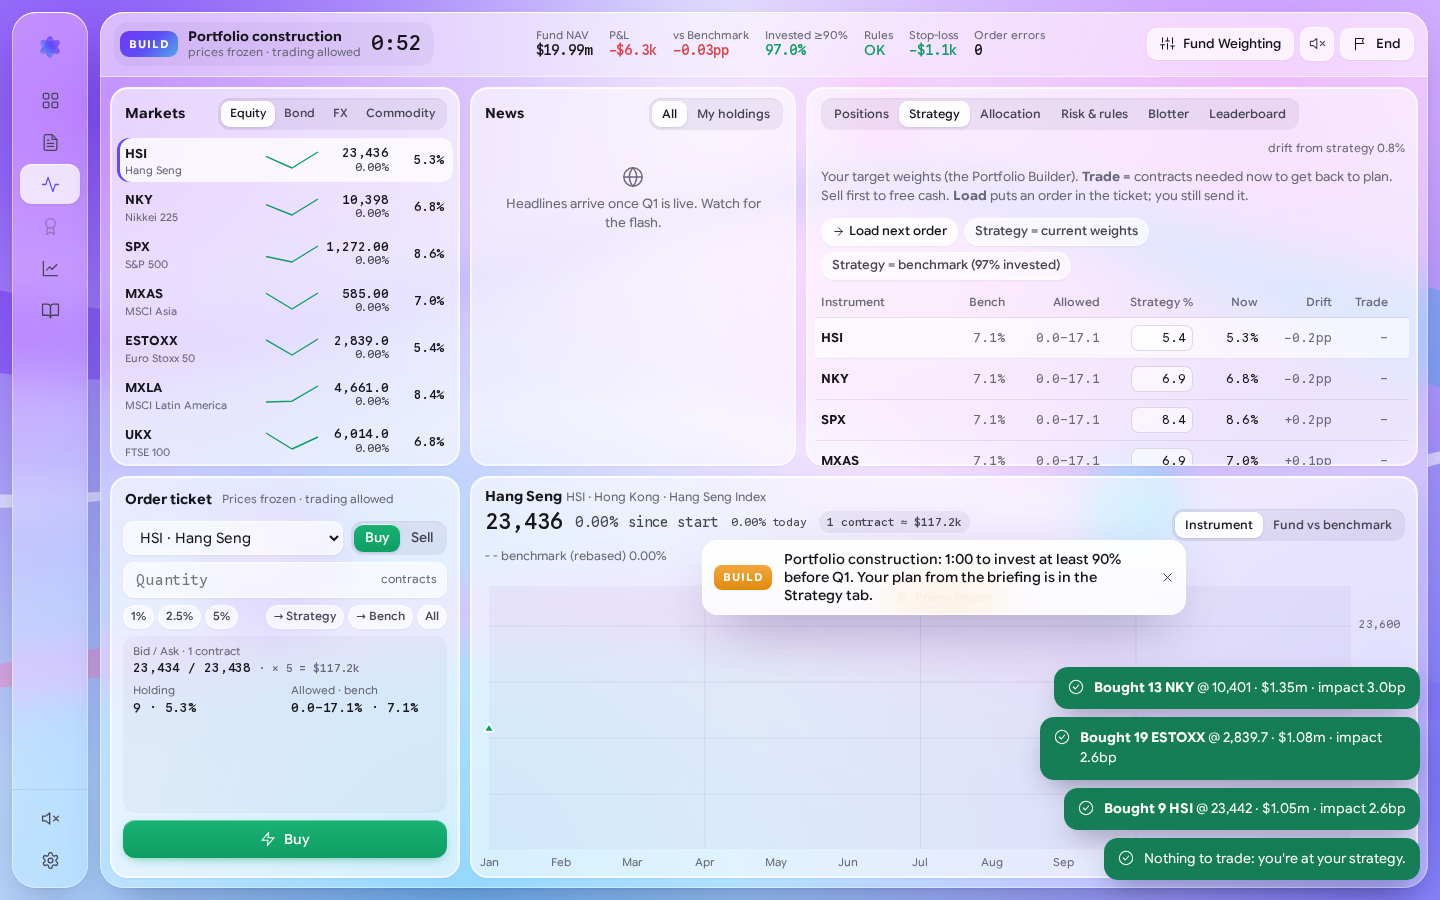 BUILD
Portfolio construction
prices frozen · trading allowed
0:52
Fund NAV
$19.99m
P&L
−$6.3k
vs Benchmark
−0.03pp
Invested ≥90%
97.0%
Rules
OK
Stop-loss
−$1.1k
Order errors
0
Fund Weighting
End
Markets
Equity Bond FX Commodity
HSI 23,436 5.3%
Hang Seng 0.00%
NKY 10,398 6.8%
Nikkei 225 0.00%
SPX 1,272.00 8.6%
S&P 500 0.00%
MXAS 585.00 7.0%
MSCI Asia 0.00%
ESTOXX 2,839.0 5.4%
Euro Stoxx 50 0.00%
MXLA 4,661.0 8.4%
MSCI Latin America 0.00%
UKX 6,014.0 6.8%
FTSE 100 0.00%
News
All My holdings
Headlines arrive once Q1 is live. Watch for
the flash.
Positions Strategy Allocation Risk & rules Blotter Leaderboard
drift from strategy 0.8%
Your target weights (the Portfolio Builder). Trade = contracts needed now to get back to plan.
Sell first to free cash. Load puts an order in the ticket; you still send it.
→ Load next order
Strategy = current weights
Strategy = benchmark (97% invested)
Instrument Bench Allowed Strategy % Now Drift Trade
HSI 7.1% 0.0–17.1 5.4 5.3% −0.2pp –
NKY 7.1% 0.0–17.1 6.9 6.8% −0.2pp –
SPX 7.1% 0.0–17.1 8.4 8.6% +0.2pp –
MXAS 7.1% 0.0–17.1 6.9 7.0% +0.1pp –
Order ticket Prices frozen · trading allowed
HSI · Hang Seng
Buy Sell
Quantity contracts
1% 2.5% 5% → Strategy → Bench All
Bid / Ask · 1 contract
23,434 / 23,438 · × 5 = $117.2k
Holding Allowed · bench
9 · 5.3% 0.0–17.1% · 7.1%
Buy
Hang Seng HSI · Hong Kong · Hang Seng Index
23,436 0.00% since start 0.00% today 1 contract ≈ $117.2k
Instrument Fund vs benchmark
- - benchmark (rebased) 0.00%
BUILD
Portfolio construction: 1:00 to invest at least 90%
before Q1. Your plan from the briefing is in the
Strategy tab.
Prices frozen
23,600
Bought 13 NKY @ 10,401 · $1.35m · impact 3.0bp
Bought 19 ESTOXX @ 2,839.7 · $1.08m · impact
2.6bp
Bought 9 HSI @ 23,442 · $1.05m · impact 2.6bp
Nothing to trade: you're at your strategy.
Jan Feb Mar Apr May Jun Jul Aug Sep